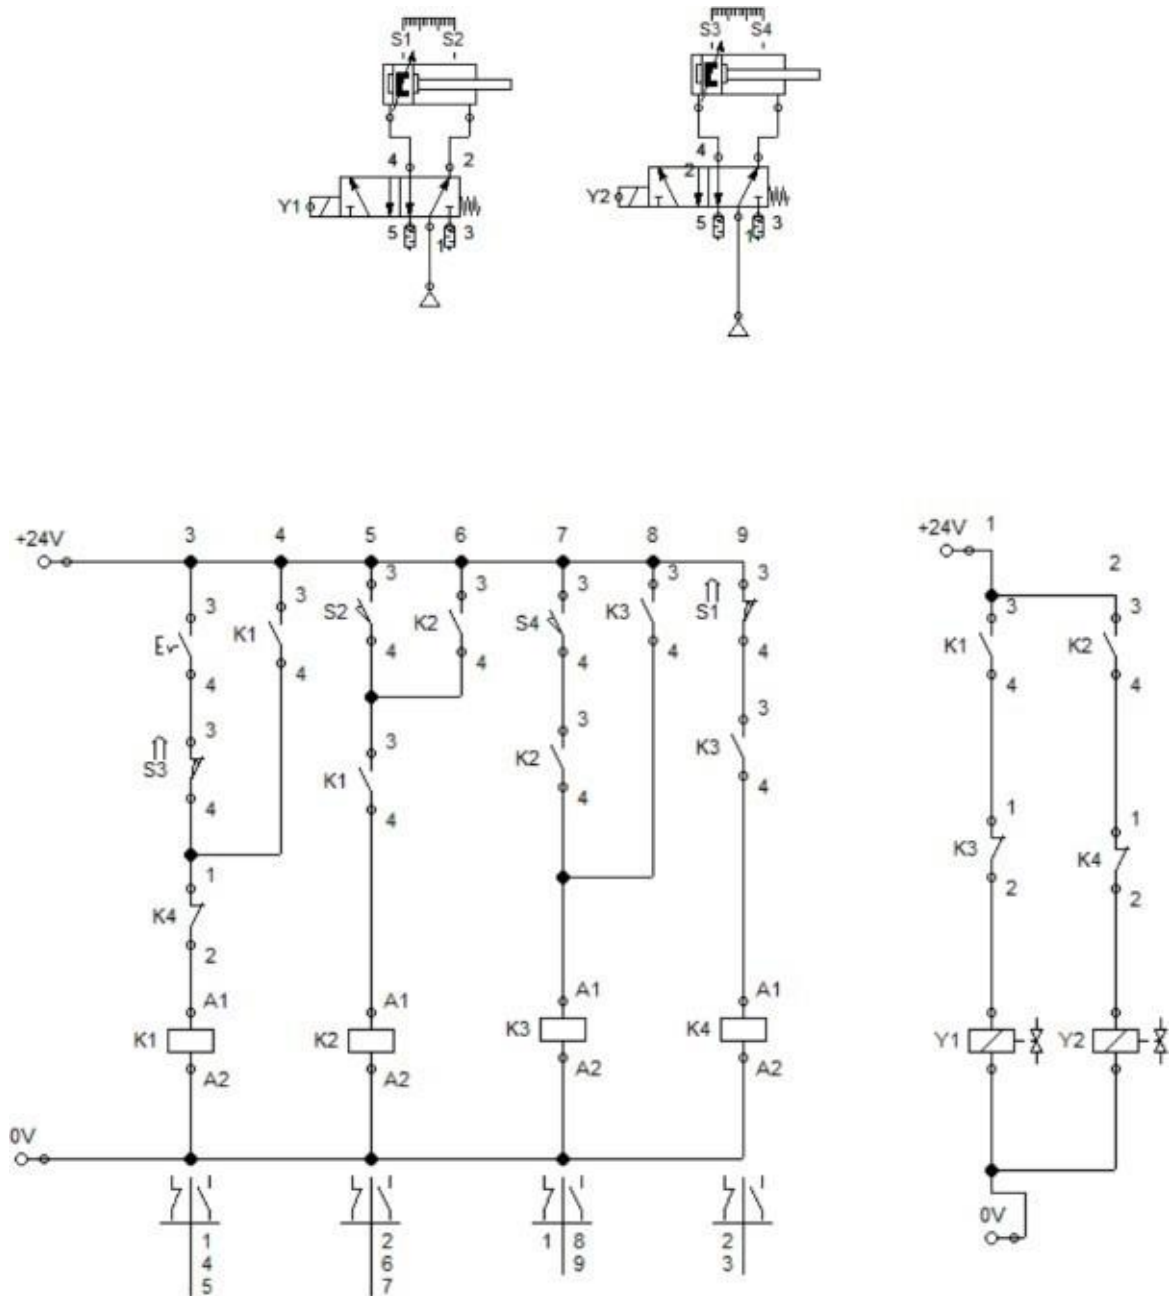 S1 S2
S3 S4
4 2
4 2
Y1
Y2
5 1 3
5 1 3
+24V 3 4 5 6 7 8 9
+24V 1 2
3 3 3 3 3 3 3
3 3
Er K1 S2 K2 S4 K3 S1
K1 K2
4 4 4 4 4 4 4
4 4
3 3 3 3
S3 K1 K2 K3
4 4 4 4
1
K4
2
1 1
K3 K4
2 2
A1 A1 A1 A1
K1 K2 K3 K4
A2 A2 A2 A2
Y1 Y2
0V
0V
1 2 1 8 2
4 6 9 3
5 7